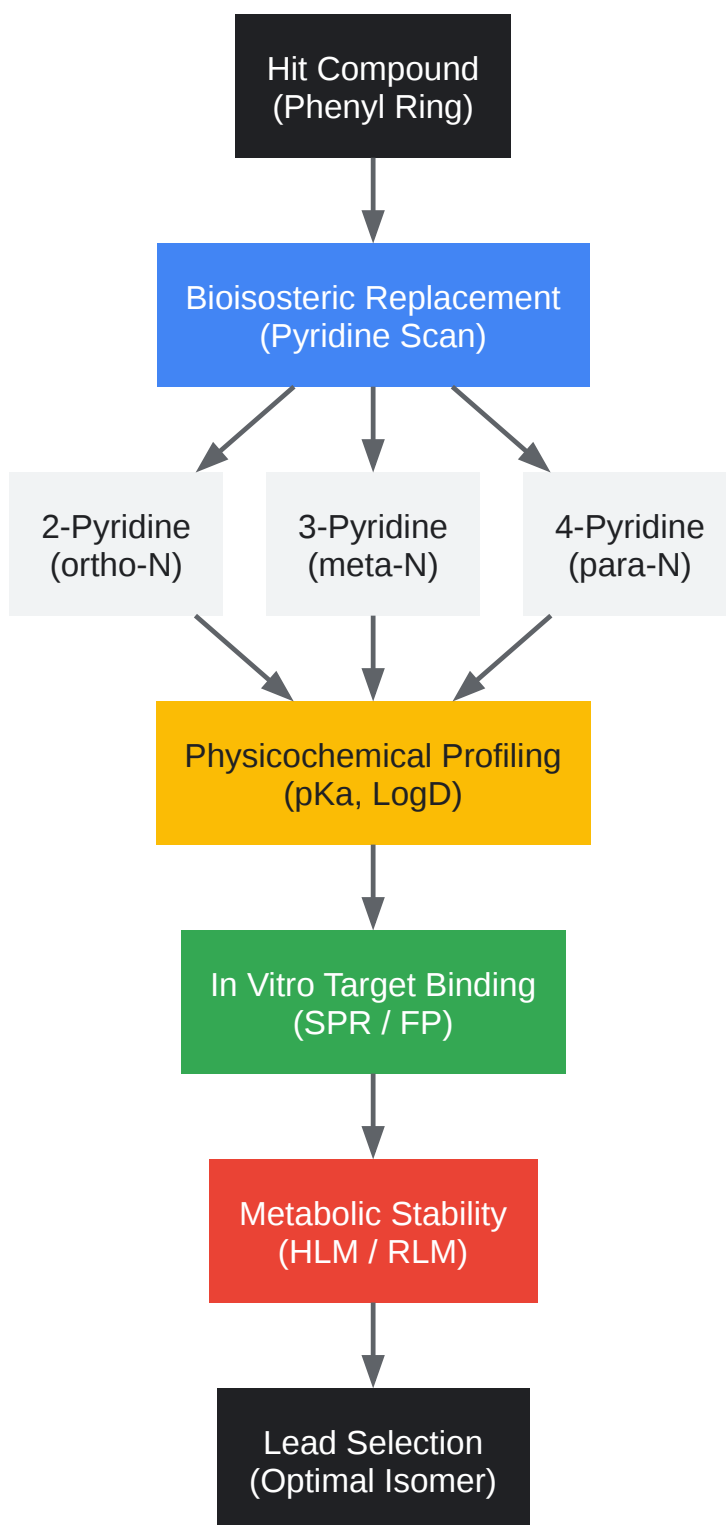 Hit Compound
(Phenyl Ring)
Bioisosteric Replacement
(Pyridine Scan)
2-Pyridine
(ortho-N)
3-Pyridine
(meta-N)
4-Pyridine
(para-N)
Physicochemical Profiling
(pKa, LogD)
In Vitro Target Binding
(SPR / FP)
Metabolic Stability
(HLM / RLM)
Lead Selection
(Optimal Isomer)